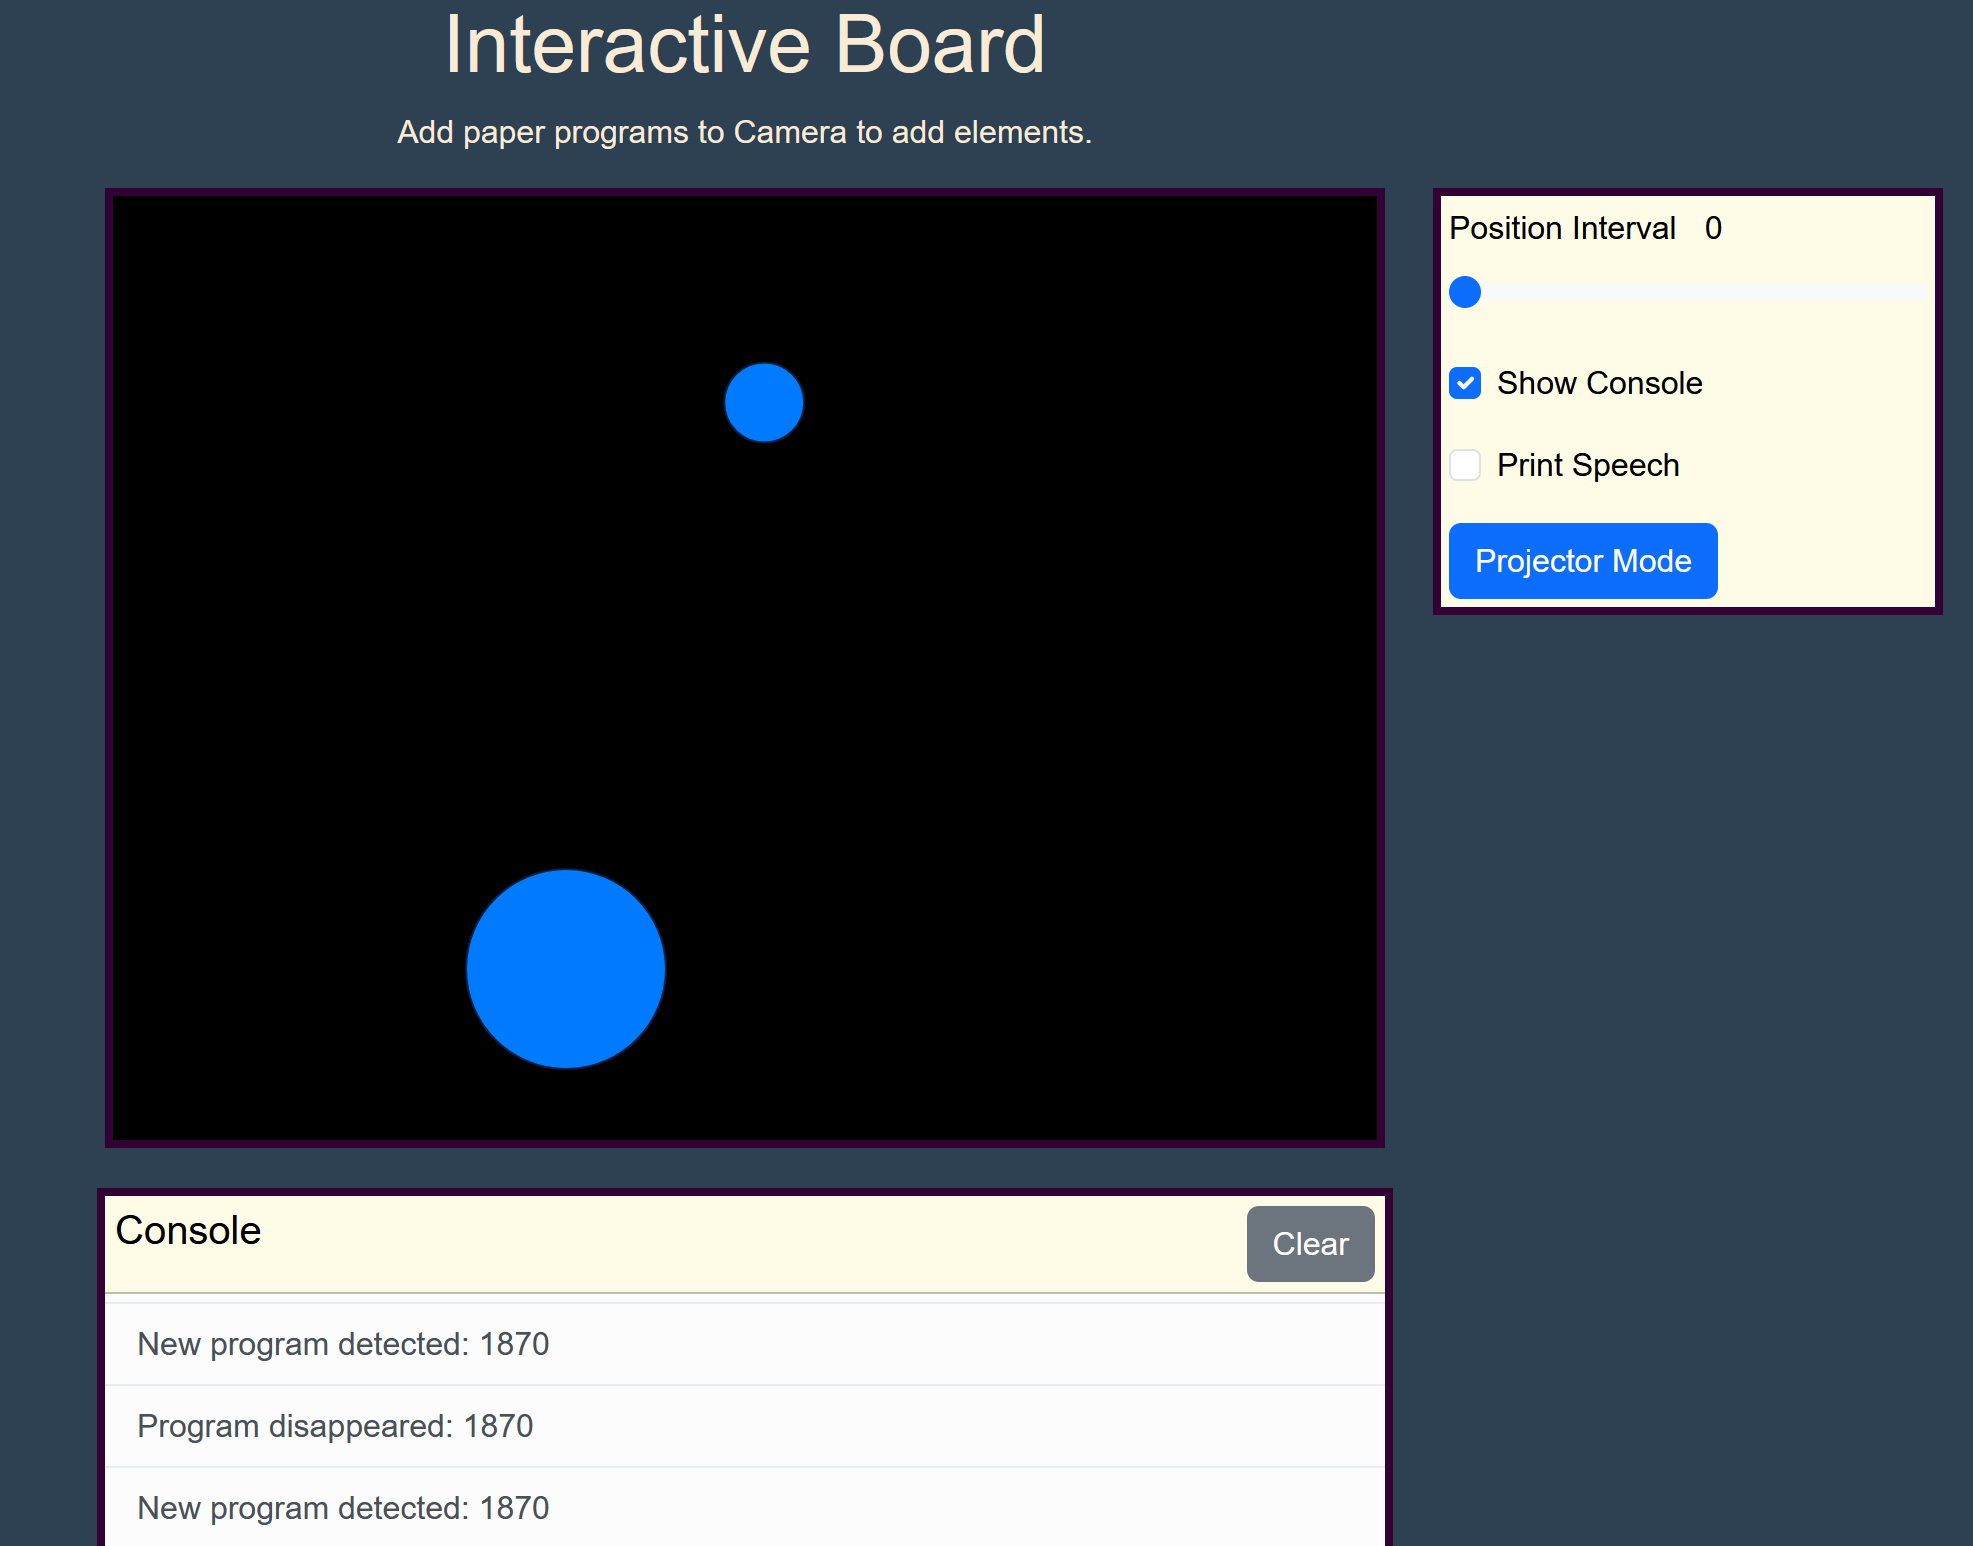 Interactive Board
Add paper programs to Camera to add elements.
Position Interval 0
Show Console
Print Speech
Projector Mode
Console
Clear
New program detected: 1870
Program disappeared: 1870
New program detected: 1870